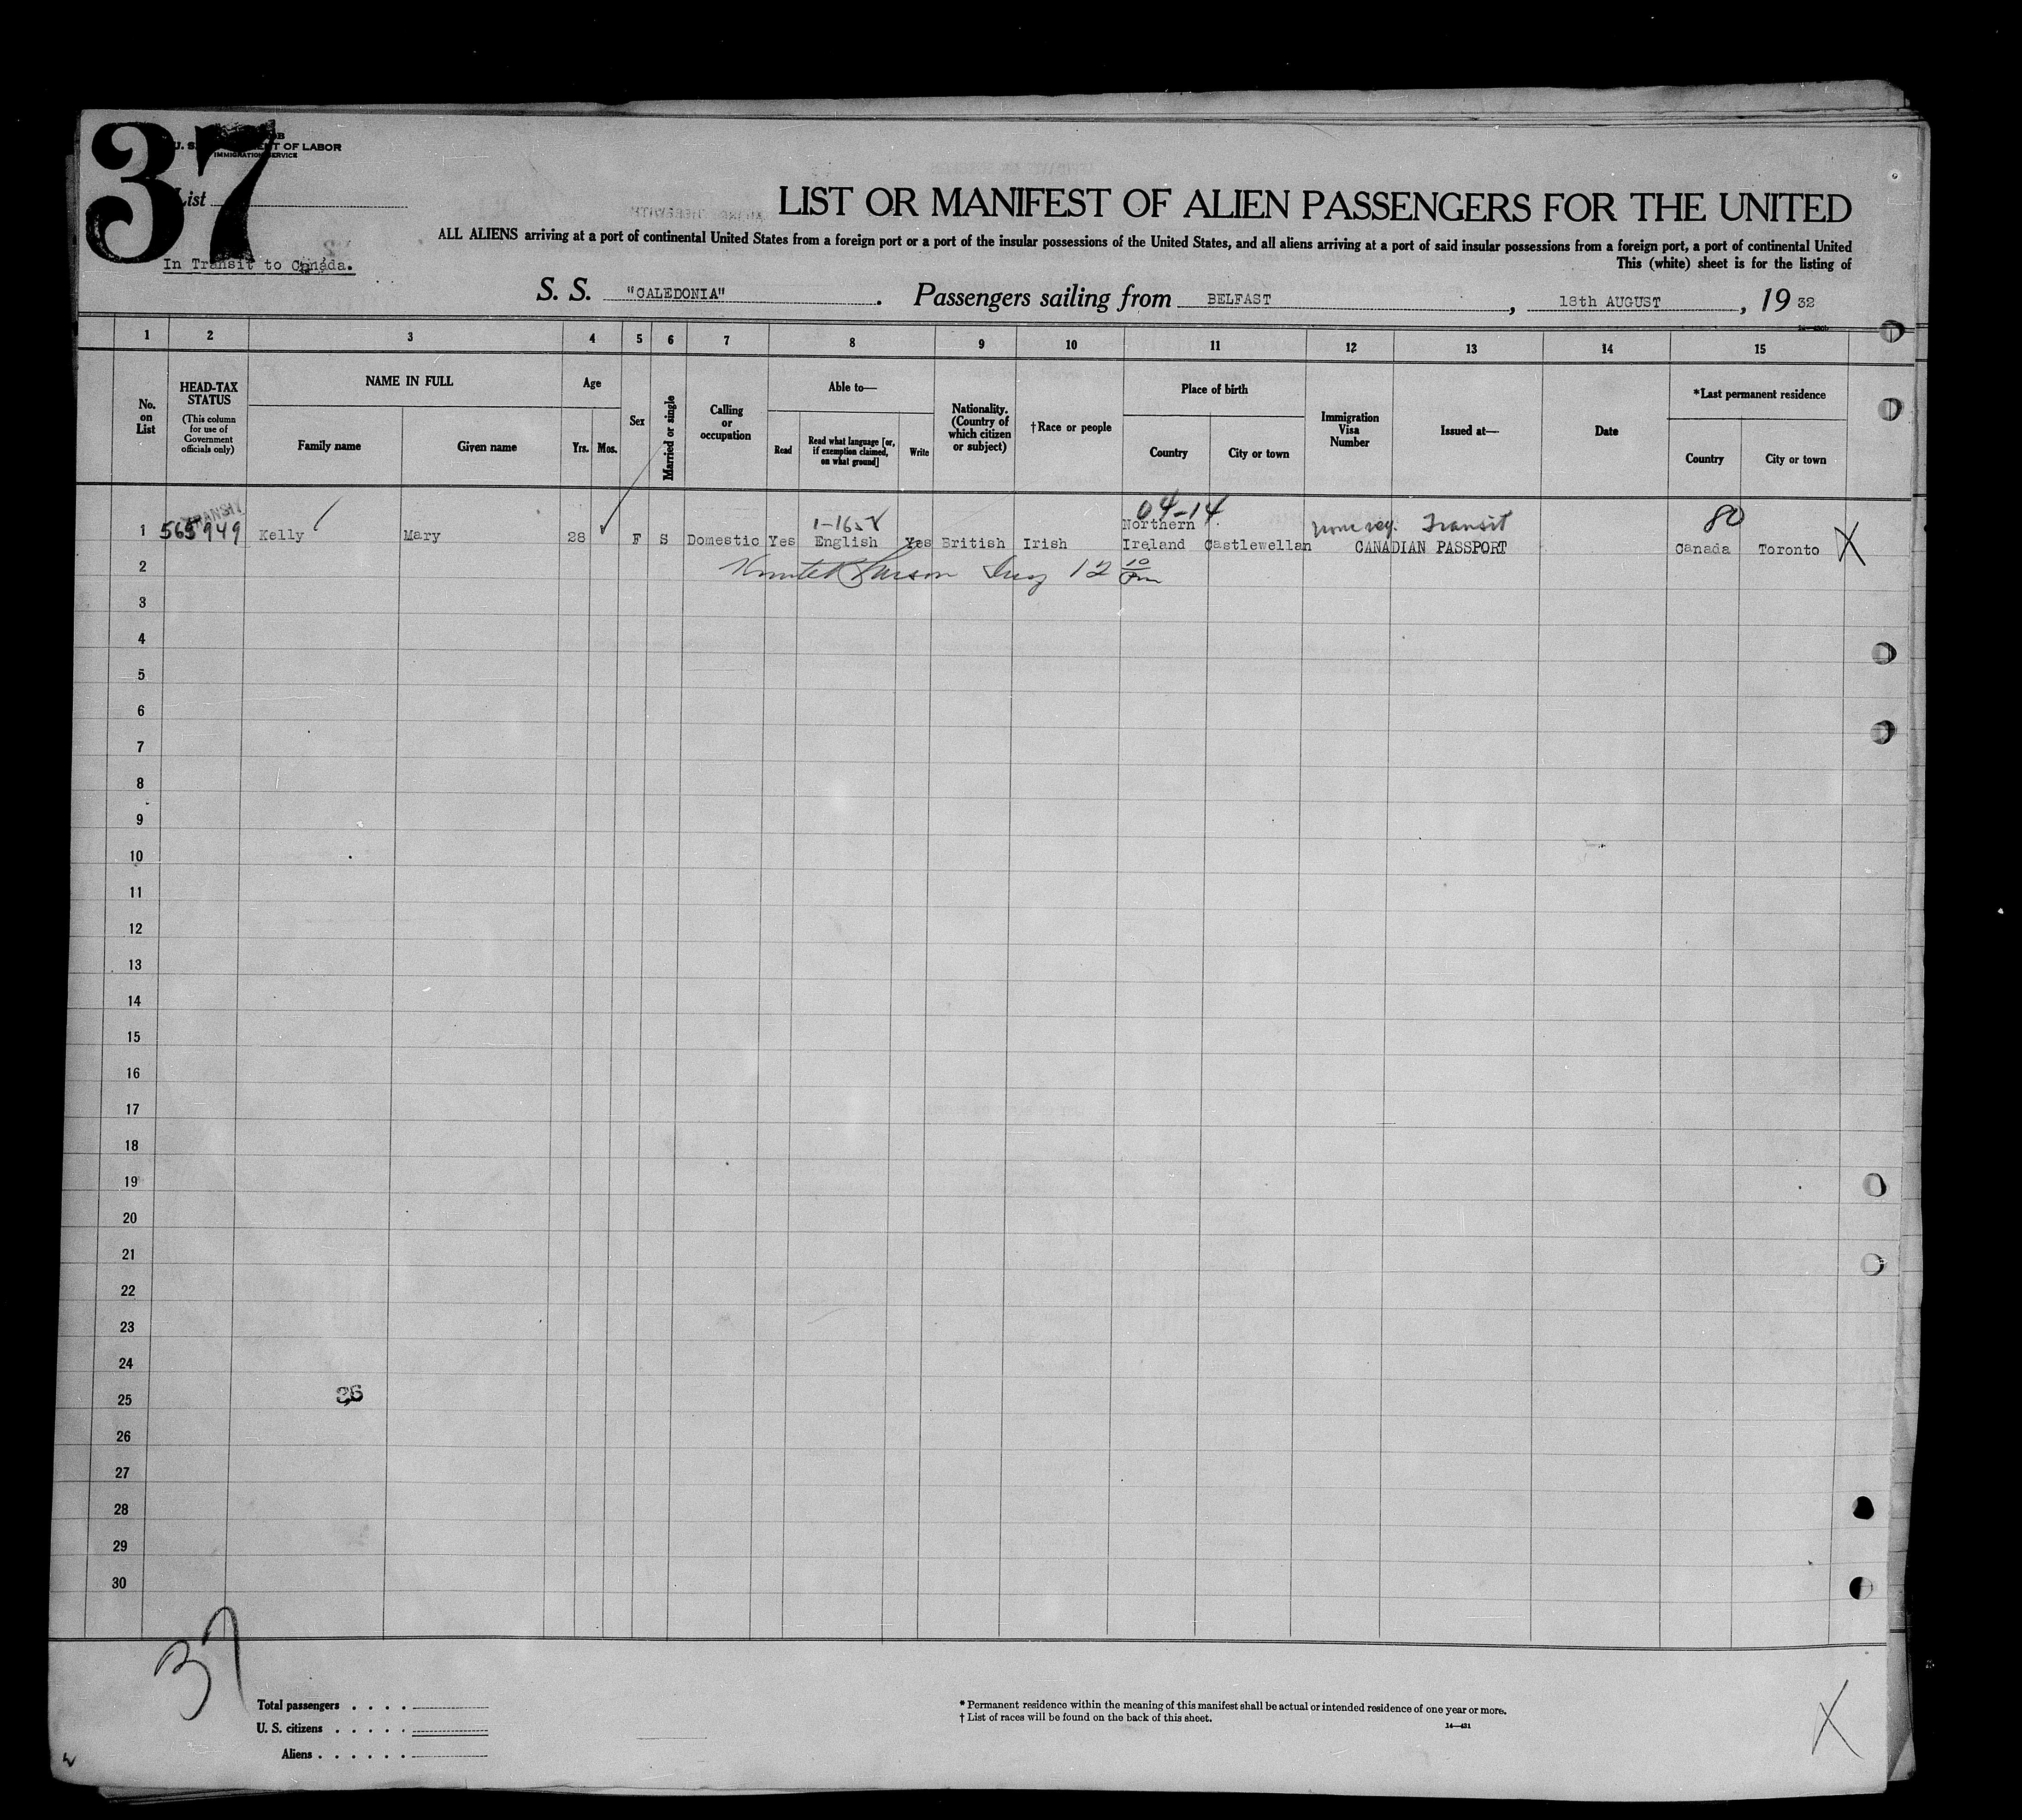 37
U. S. DEPARTMENT OF LABOR
IMMIGRATION SERVICE
List
In Transit to Canada.
LIST OR MANIFEST OF ALIEN PASSENGERS FOR THE UNITED
ALL ALIENS arriving at a port of continental United States from a foreign port or a port of the insular possessions of the United States, and all aliens arriving at a port of said insular possessions from a foreign port, a port of continental United
This (white) sheet is for the listing of
S. S. "CALEDONIA". Passengers sailing from BELFAST, 18th AUGUST, 19 32
1 2 3 4 5 6 7 8 9 10 11 12 13 14 15
No. on List
HEAD-TAX STATUS
(This column for use of Government officials only)
NAME IN FULL
Family name
Given name
Age
Yrs.
Mos.
Sex
Married or single
Calling or occupation
Able to—
Read
Read what language [or, if exemption claimed, on what ground]
Write
Nationality. (Country of which citizen or subject)
†Race or people
Place of birth
Country
City or town
Immigration Visa Number
Issued at—
Date
*Last permanent residence
Country
City or town
TRANSIT
04-14
80
Transit
1 565949 Kelly Mary 28 F S Domestic Yes English Yes British Irish Northern Ireland Castlewellan CANADIAN PASSPORT Canada Toronto X
2
12 10 Pm
3
4
5
6
7
8
9
10
11
12
13
14
15
16
17
18
19
20
21
22
23
24
25
36
26
27
28
29
30
37
Total passengers . . . .
U. S. citizens . . . . .
Aliens . . . . . .
* Permanent residence within the meaning of this manifest shall be actual or intended residence of one year or more.
† List of races will be found on the back of this sheet.
14—431
X